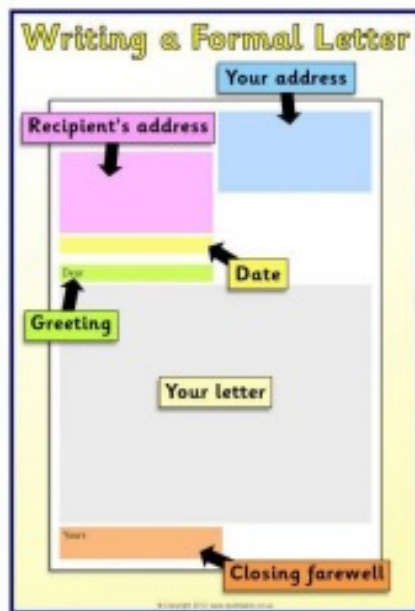 Writing a Formal Letter
Your address
Recipient's address
Dear
Date
Greeting
Your letter
Yours
Closing farewell